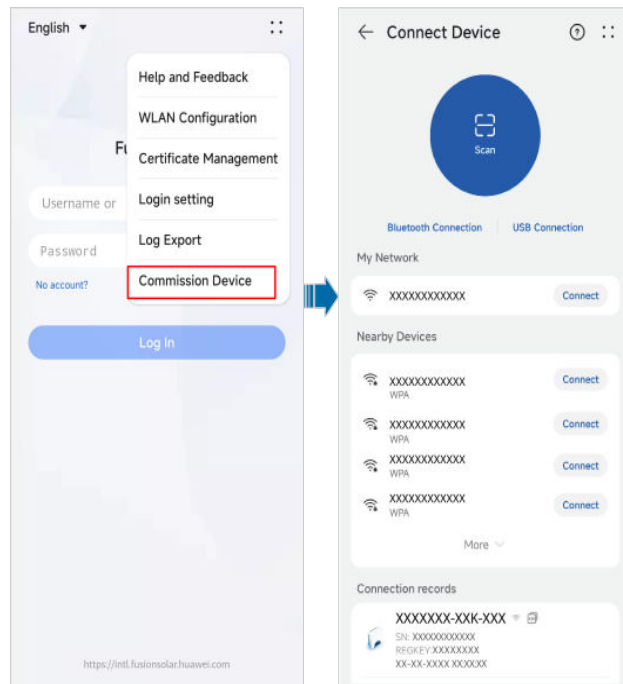 English
Help and Feedback
WLAN Configuration
Fu
Certificate Management
Username or
Login setting
Password
Log Export
No account?
Commission Device
Log In
https://intl.fusionsolar.huawei.com
Connect Device
Scan
Bluetooth Connection
USB Connection
My Network
XXXXXXXXXXXX
Connect
Nearby Devices
XXXXXXXXXXXX
Connect
WPA
XXXXXXXXXXXX
Connect
WPA
XXXXXXXXXXXX
Connect
WPA
XXXXXXXXXXXX
Connect
WPA
More
Connection records
XXXXXXX-XXK-XXX
SN: XXXXXXXXXXXX
REGKEY:XXXXXXXX
XX-XX-XXXX XX:XX:XX